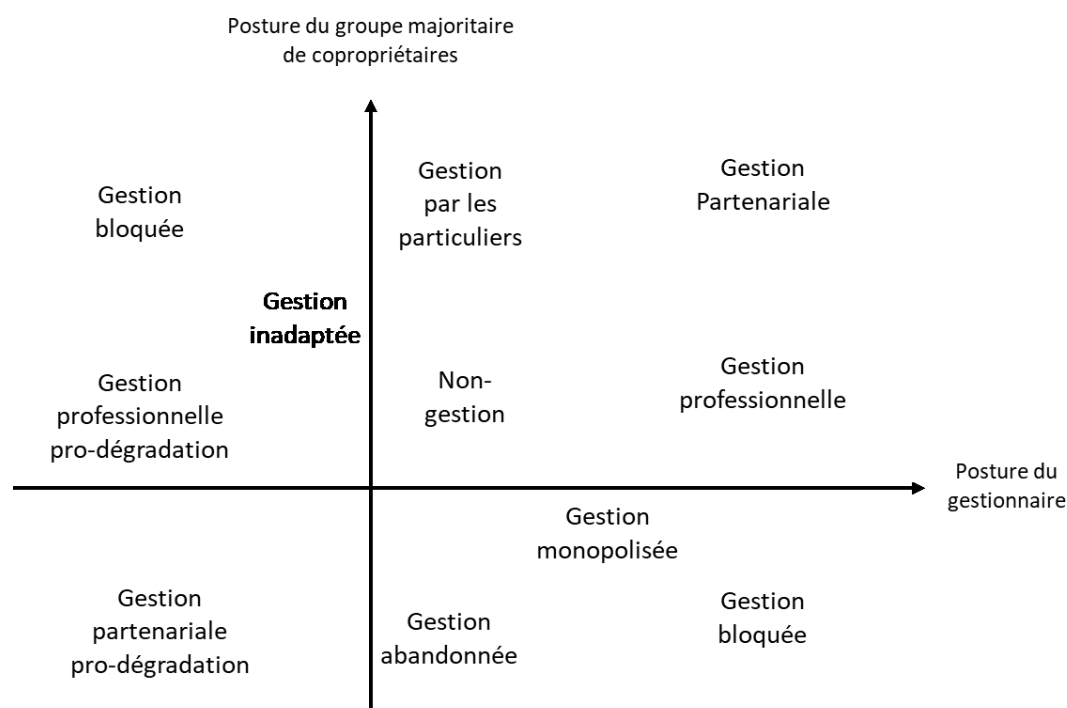 Posture du groupe majoritaire
de copropriétaires
Gestion
bloquée
Gestion
par les
particuliers
Gestion
Partenariale
Gestion
inadaptée
Gestion
professionnelle
pro-dégradation
Non-
gestion
Gestion
professionnelle
Posture du
gestionnaire
Gestion
monopolisée
Gestion
partenariale
pro-dégradation
Gestion
abandonnée
Gestion
bloquée